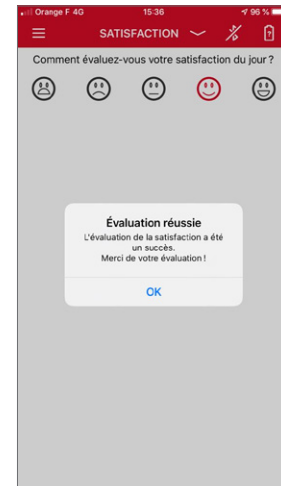 Orange F 4G 15:36 96 %
SATISFACTION
Comment évaluez-vous votre satisfaction du jour ?
Évaluation réussie
L'évaluation de la satisfaction a été
un succès.
Merci de votre évaluation !
OK